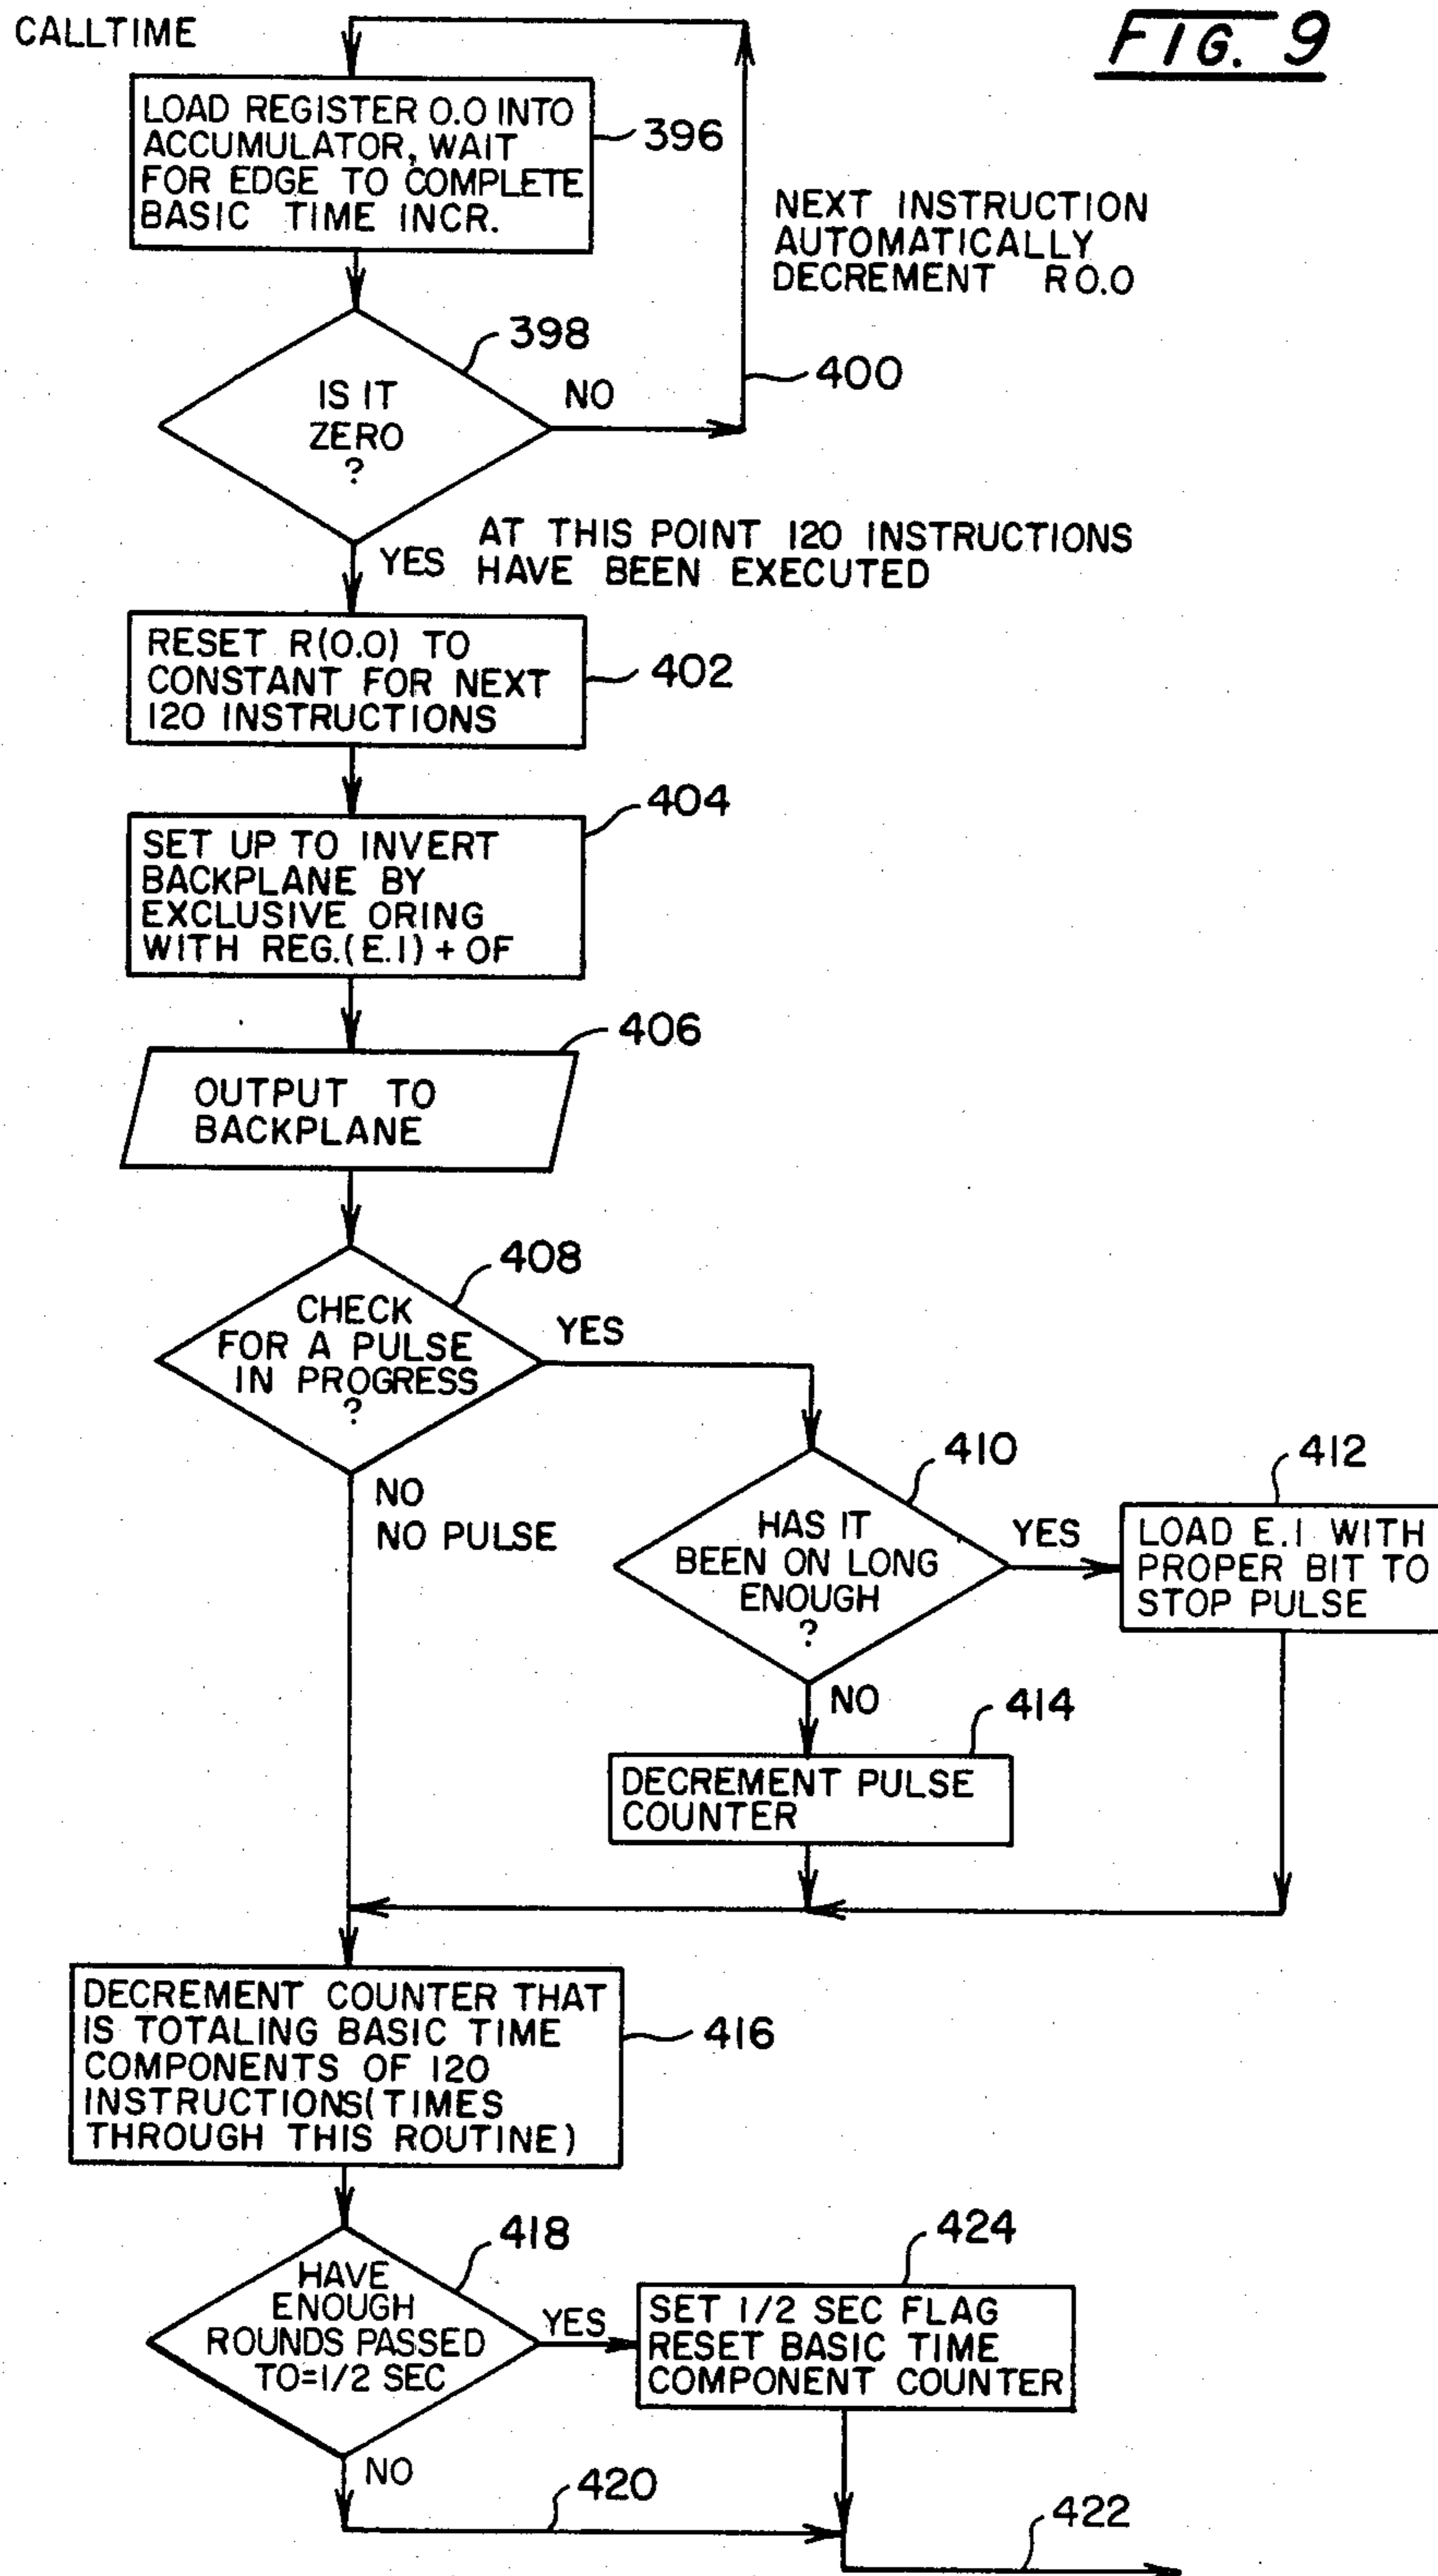 CALLTIME
FIG. 9
LOAD REGISTER 0.0 INTO
ACCUMULATOR, WAIT
FOR EDGE TO COMPLETE
BASIC TIME INCR.
396
NEXT INSTRUCTION
AUTOMATICALLY
DECREMENT R0.0
398
IS IT
ZERO
?
NO
400
YES
AT THIS POINT 120 INSTRUCTIONS
HAVE BEEN EXECUTED
RESET R(0.0) TO
CONSTANT FOR NEXT
120 INSTRUCTIONS
402
404
SET UP TO INVERT
BACKPLANE BY
EXCLUSIVE ORING
WITH REG.(E.1) + OF
406
OUTPUT TO
BACKPLANE
408
CHECK
FOR A PULSE
IN PROGRESS
?
YES
NO
NO PULSE
410
HAS IT
BEEN ON LONG
ENOUGH
?
YES
412
LOAD E.1 WITH
PROPER BIT TO
STOP PULSE
NO
414
DECREMENT PULSE
COUNTER
DECREMENT COUNTER THAT
IS TOTALING BASIC TIME
COMPONENTS OF 120
INSTRUCTIONS(TIMES
THROUGH THIS ROUTINE)
416
418
HAVE
ENOUGH
ROUNDS PASSED
TO=1/2 SEC
YES
424
SET 1/2 SEC FLAG
RESET BASIC TIME
COMPONENT COUNTER
NO
420
422